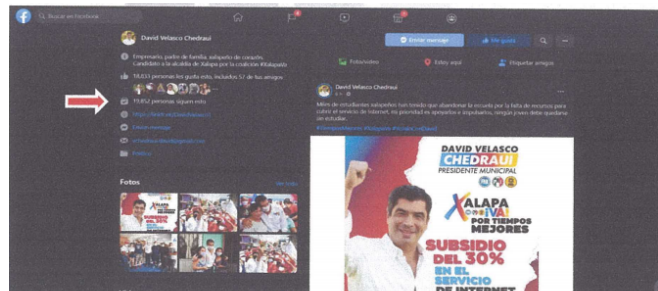 Buscar en Facebook
David Velasco Chedraui
Enviar mensaje
Me gusta
Empresario, padre de familia, xalapeño de corazón.
Candidato a la alcaldía de Xalapa por la coalición #XalapaVa
personas les gusta esto, incluidos 57 de tus amigos
19,852 personas siguen esto
Enviar mensaje
Político
Foto/video
Estoy aquí
Etiquetar amigos
David Velasco Chedraui
Miles de estudiantes xalapeños han tenido que abandonar la escuela por la falta de recursos para
cubrir el servicio de internet, mi prioridad es apoyarlos e impulsarlos, ningún joven debe quedarse
sin estudiar.
Fotos
Ver todo
DAVID VELASCO
CHEDRAUI
PRESIDENTE MUNICIPAL
XALAPA
¡VA!
POR TIEMPOS
MEJORES
SUBSIDIO
DEL 30%
EN EL
SERVICIO
DE INTERNET